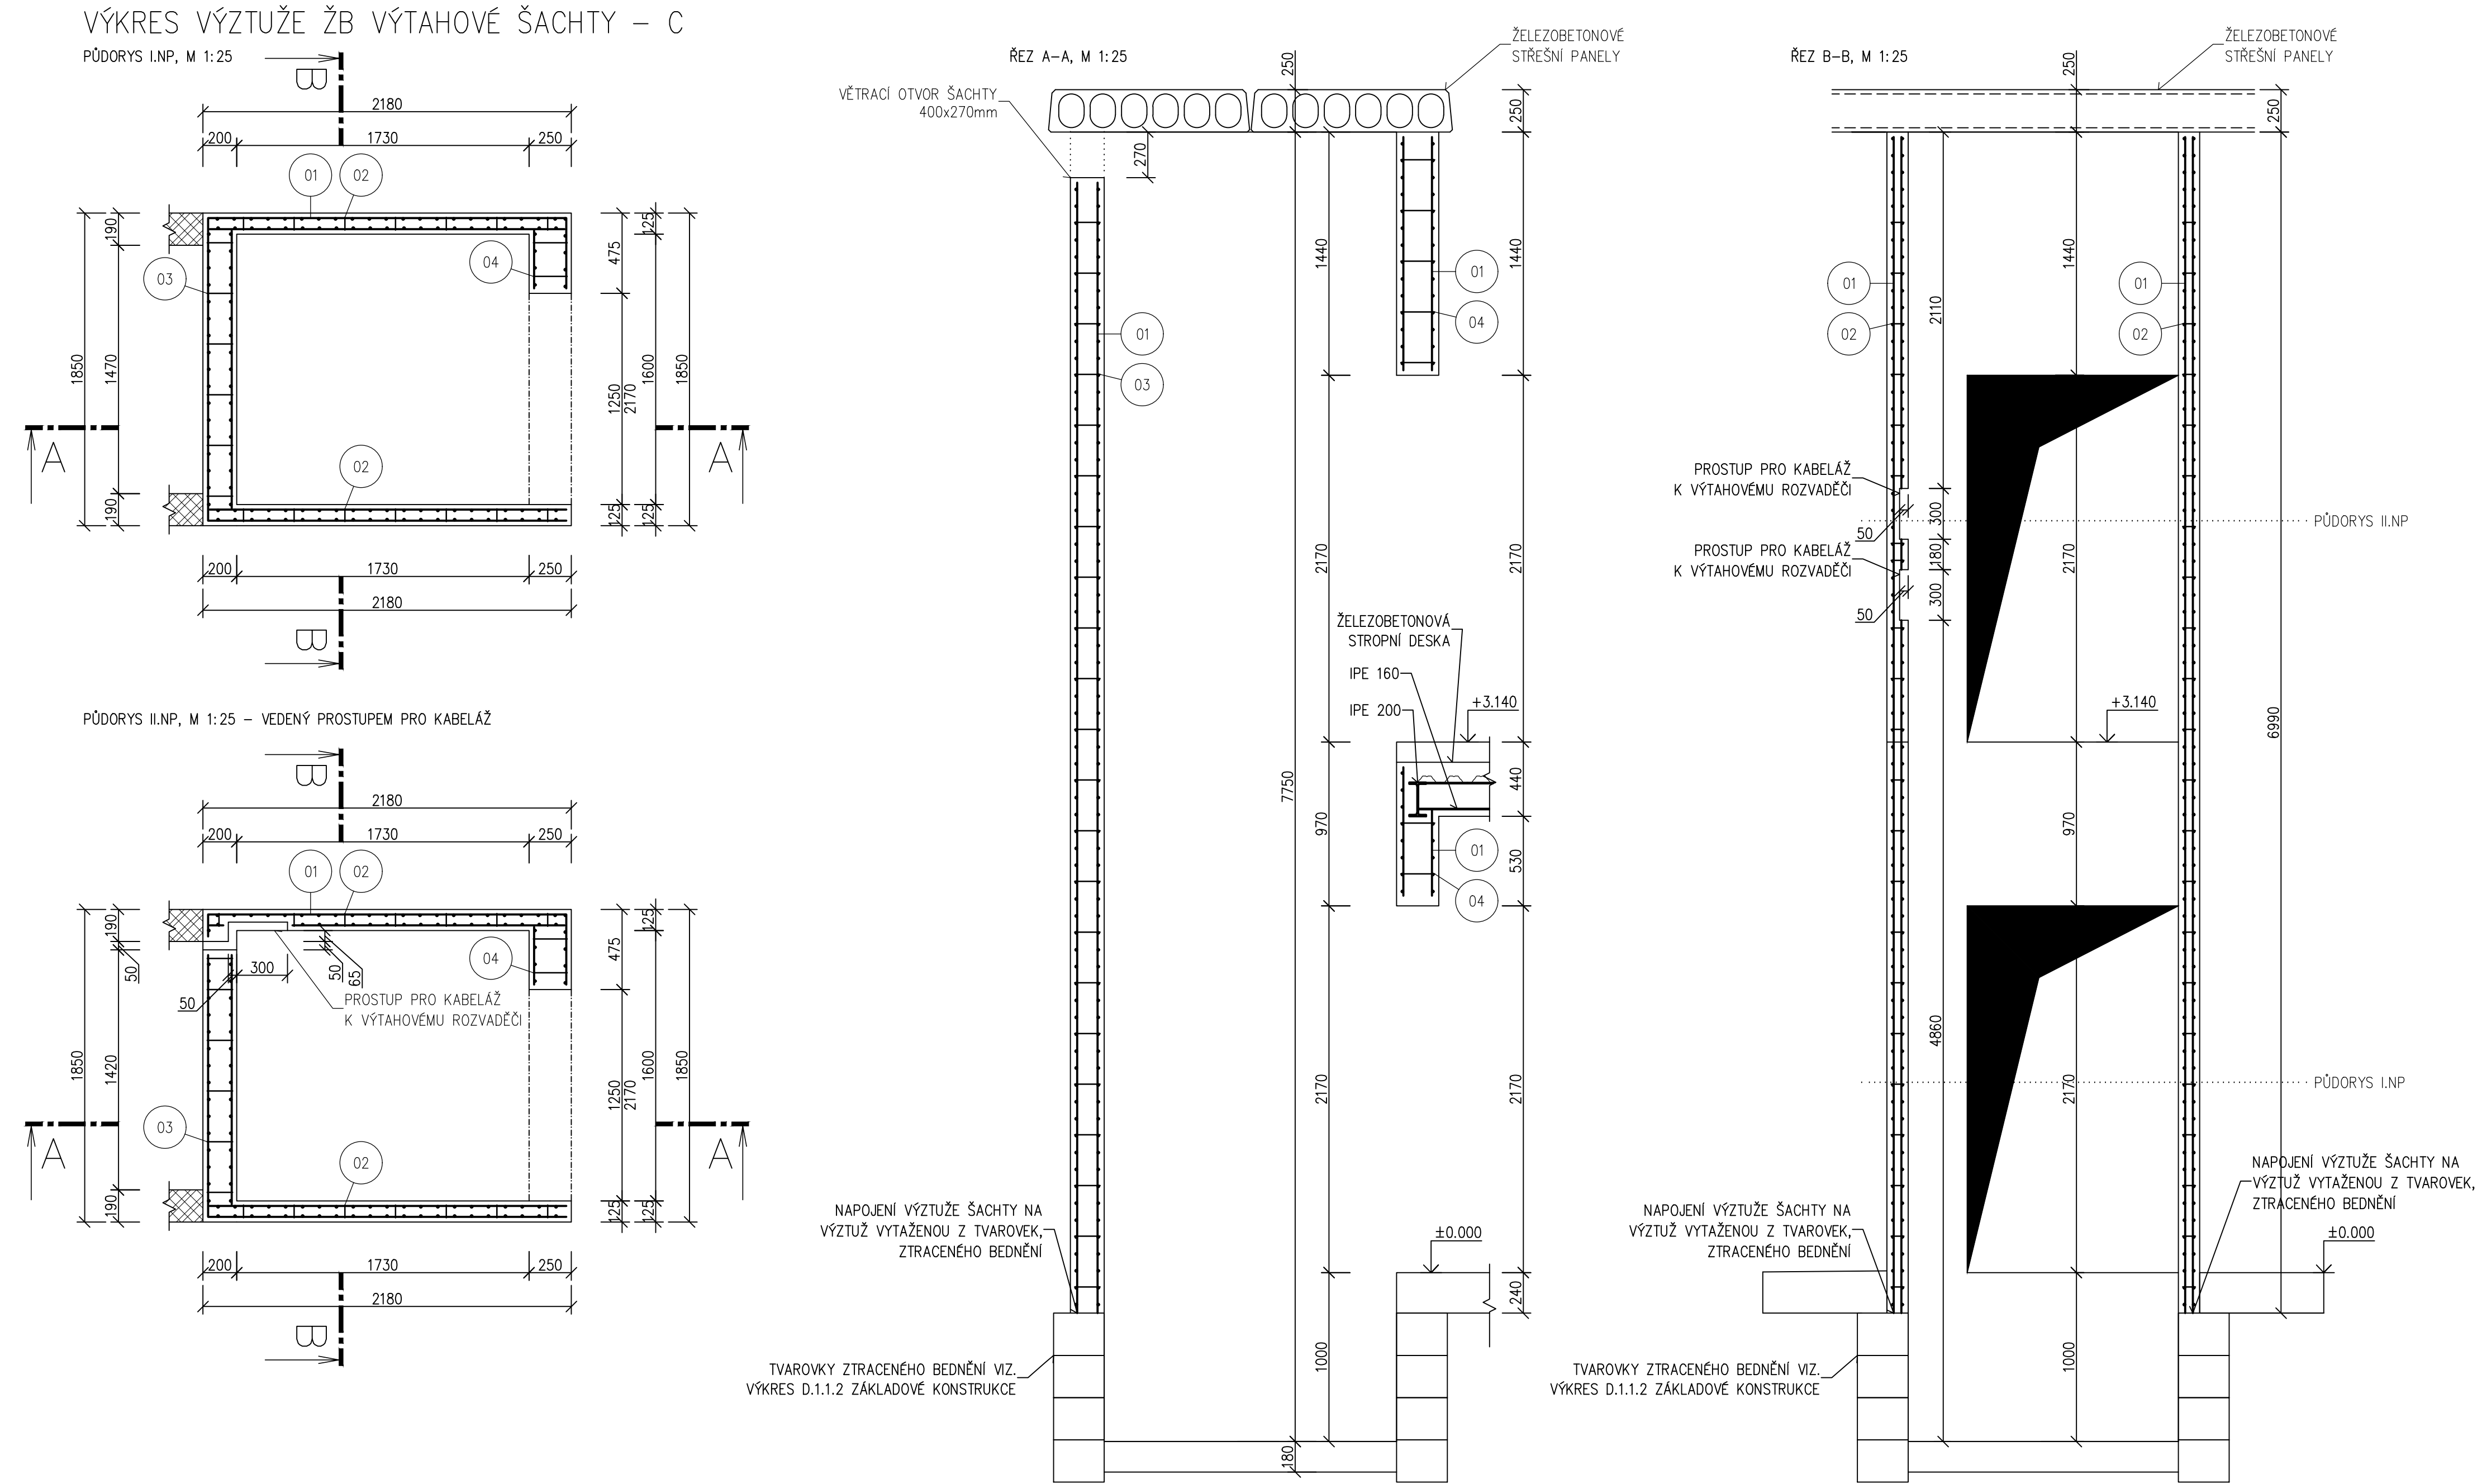 VÝKRES VÝZTUŽE ŽB VÝTAHOVÉ ŠACHTY – C
PŮDORYS I.NP, M 1:25
B
2180
200
1730
250
01
02
03
04
02
190
1470
190
1850
475
1250
2170
125
125
1600
125
125
1850
A
A
200
1730
250
2180
B
PŮDORYS II.NP, M 1:25 – VEDENÝ PROSTUPEM PRO KABELÁŽ
B
2180
200
1730
250
01
02
03
04
02
190
50
1420
190
1850
50
300
50
65
PROSTUP PRO KABELÁŽ
K VÝTAHOVÉMU ROZVADĚČI
475
1250
2170
125
125
1600
125
1850
A
A
200
1730
250
2180
B
ŘEZ A–A, M 1:25
ŽELEZOBETONOVÉ
STŘEŠNÍ PANELY
VĚTRACÍ OTVOR ŠACHTY
400x270mm
250
250
270
1440
1440
01
04
01
03
2170
2170
7750
ŽELEZOBETONOVÁ
STROPNÍ DESKA
IPE 160
IPE 200
+3.140
440
970
530
01
04
2170
2170
NAPOJENÍ VÝZTUŽE ŠACHTY NA
VÝZTUŽ VYTAŽENOU Z TVAROVEK,
ZTRACENÉHO BEDNĚNÍ
±0.000
240
1000
TVAROVKY ZTRACENÉHO BEDNĚNÍ VIZ.
VÝKRES D.1.1.2 ZÁKLADOVÉ KONSTRUKCE
180
ŘEZ B–B, M 1:25
ŽELEZOBETONOVÉ
STŘEŠNÍ PANELY
250
250
1440
2110
01
02
01
02
PROSTUP PRO KABELÁŽ
K VÝTAHOVÉMU ROZVADĚČI
50
300
180
PŮDORYS II.NP
PROSTUP PRO KABELÁŽ
K VÝTAHOVÉMU ROZVADĚČI
50
300
2170
+3.140
6990
970
4860
2170
PŮDORYS I.NP
NAPOJENÍ VÝZTUŽE ŠACHTY NA
VÝZTUŽ VYTAŽENOU Z TVAROVEK,
ZTRACENÉHO BEDNĚNÍ
NAPOJENÍ VÝZTUŽE ŠACHTY NA
VÝZTUŽ VYTAŽENOU Z TVAROVEK,
ZTRACENÉHO BEDNĚNÍ
±0.000
1000
TVAROVKY ZTRACENÉHO BEDNĚNÍ VIZ.
VÝKRES D.1.1.2 ZÁKLADOVÉ KONSTRUKCE